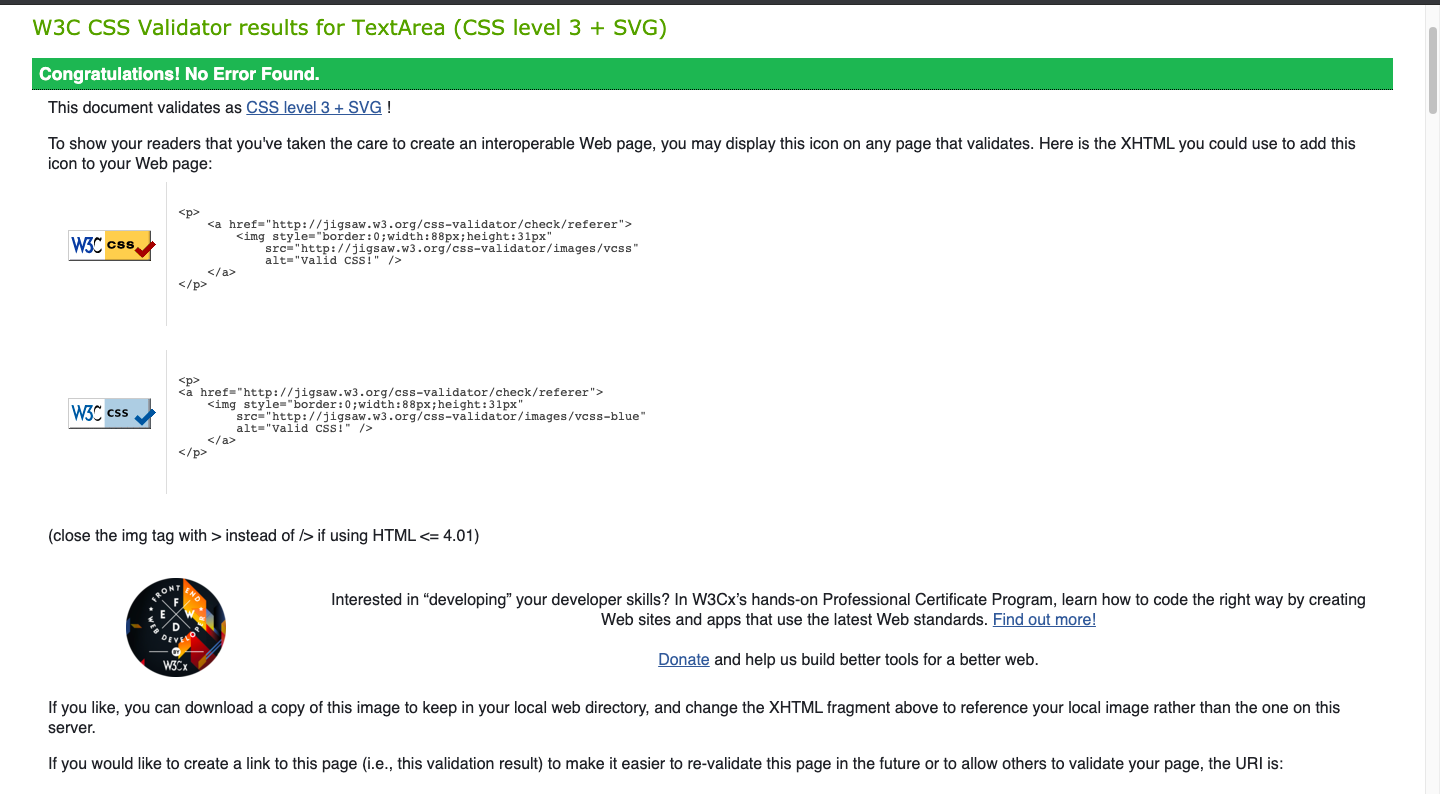 W3C CSS Validator results for TextArea (CSS level 3 + SVG)
Congratulations! No Error Found.
This document validates as CSS level 3 + SVG !
To show your readers that you've taken the care to create an interoperable Web page, you may display this icon on any page that validates. Here is the XHTML you could use to add this
icon to your Web page:
W3C css
<p>
<a href="http://jigsaw.w3.org/css-validator/check/referer">
<img style="border:0;width:88px;height:31px"
src="http://jigsaw.w3.org/css-validator/images/vcss"
alt="Valid CSS!" />
</a>
</p>
W3C css
<p>
<a href="http://jigsaw.w3.org/css-validator/check/referer">
<img style="border:0;width:88px;height:31px"
src="http://jigsaw.w3.org/css-validator/images/vcss-blue"
alt="Valid CSS!" />
</a>
</p>
(close the img tag with > instead of /> if using HTML <= 4.01)
FRONT END
F E W D
WEB DEVELOPER
BY
W3Cx
Interested in “developing” your developer skills? In W3Cx’s hands-on Professional Certificate Program, learn how to code the right way by creating
Web sites and apps that use the latest Web standards. Find out more!
Donate and help us build better tools for a better web.
If you like, you can download a copy of this image to keep in your local web directory, and change the XHTML fragment above to reference your local image rather than the one on this
server.
If you would like to create a link to this page (i.e., this validation result) to make it easier to re-validate this page in the future or to allow others to validate your page, the URI is: